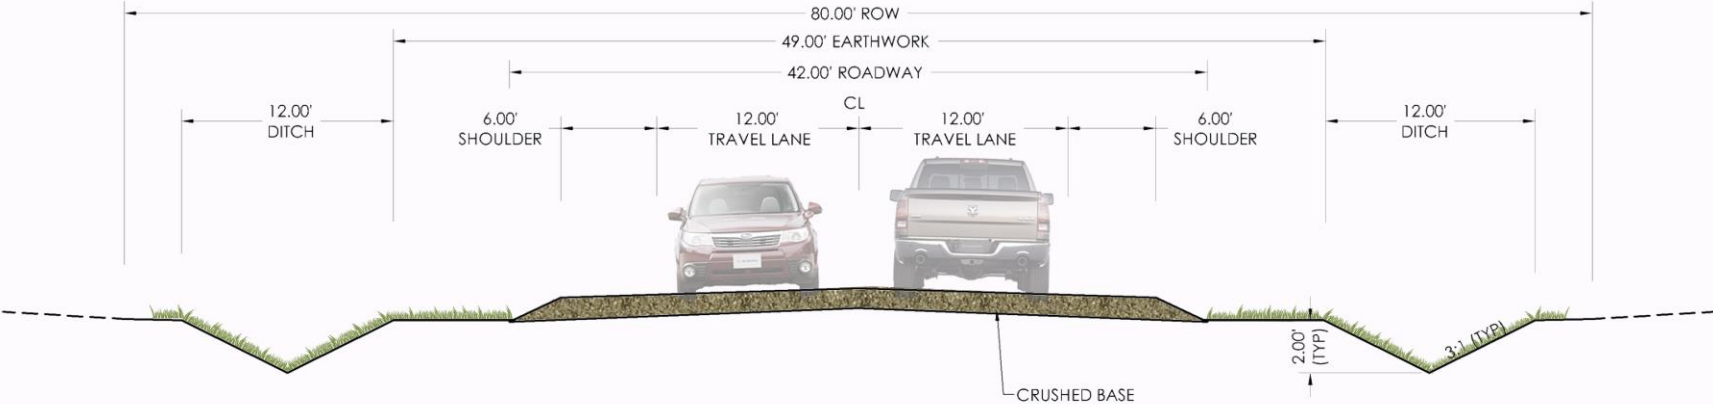 80.00' ROW
49.00' EARTHWORK
42.00' ROADWAY
CL
12.00'
DITCH
6.00'
SHOULDER
12.00'
TRAVEL LANE
12.00'
TRAVEL LANE
6.00'
SHOULDER
12.00'
DITCH
2.00'
(TYP)
3:1 (TYP)
CRUSHED BASE